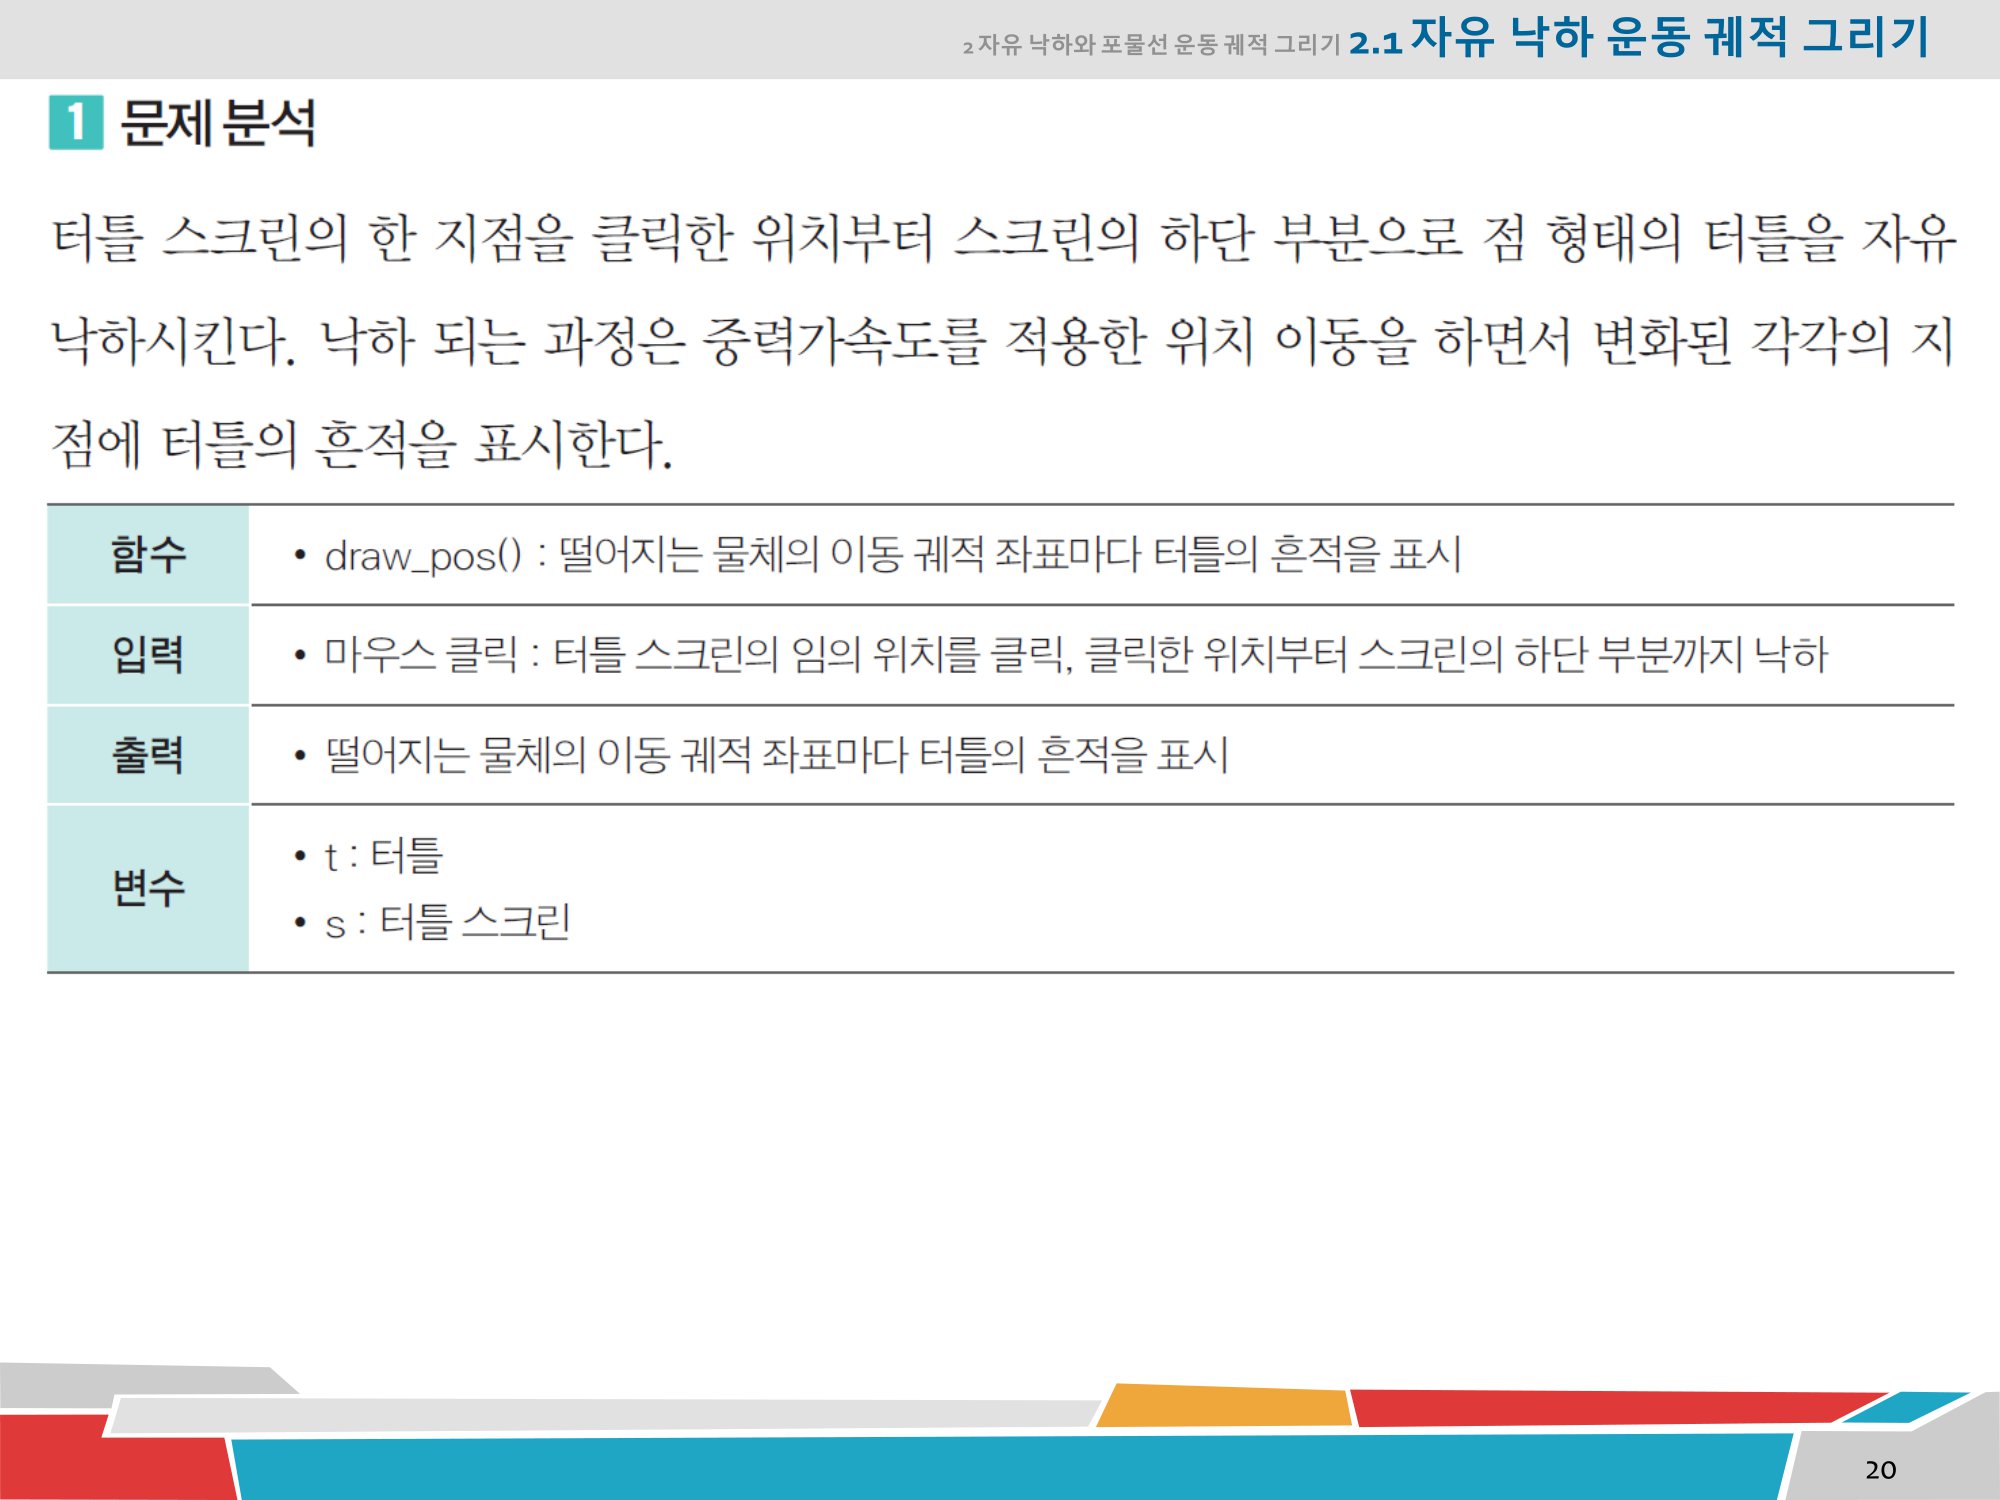 2 자유 낙하와 포물선 운동 궤적 그리기 2.1 자유 낙하 운동 궤적 그리기
1 문제 분석
터틀 스크린의 한 지점을 클릭한 위치부터 스크린의 하단 부분으로 점 형태의 터틀을 자유
낙하시킨다. 낙하 되는 과정은 중력가속도를 적용한 위치 이동을 하면서 변화된 각각의 지
점에 터틀의 흔적을 표시한다.
함수
• draw_pos() : 떨어지는 물체의 이동 궤적 좌표마다 터틀의 흔적을 표시
입력
• 마우스 클릭 : 터틀 스크린의 임의 위치를 클릭, 클릭한 위치부터 스크린의 하단 부분까지 낙하
출력
• 떨어지는 물체의 이동 궤적 좌표마다 터틀의 흔적을 표시
변수
• t : 터틀
• s : 터틀 스크린
20